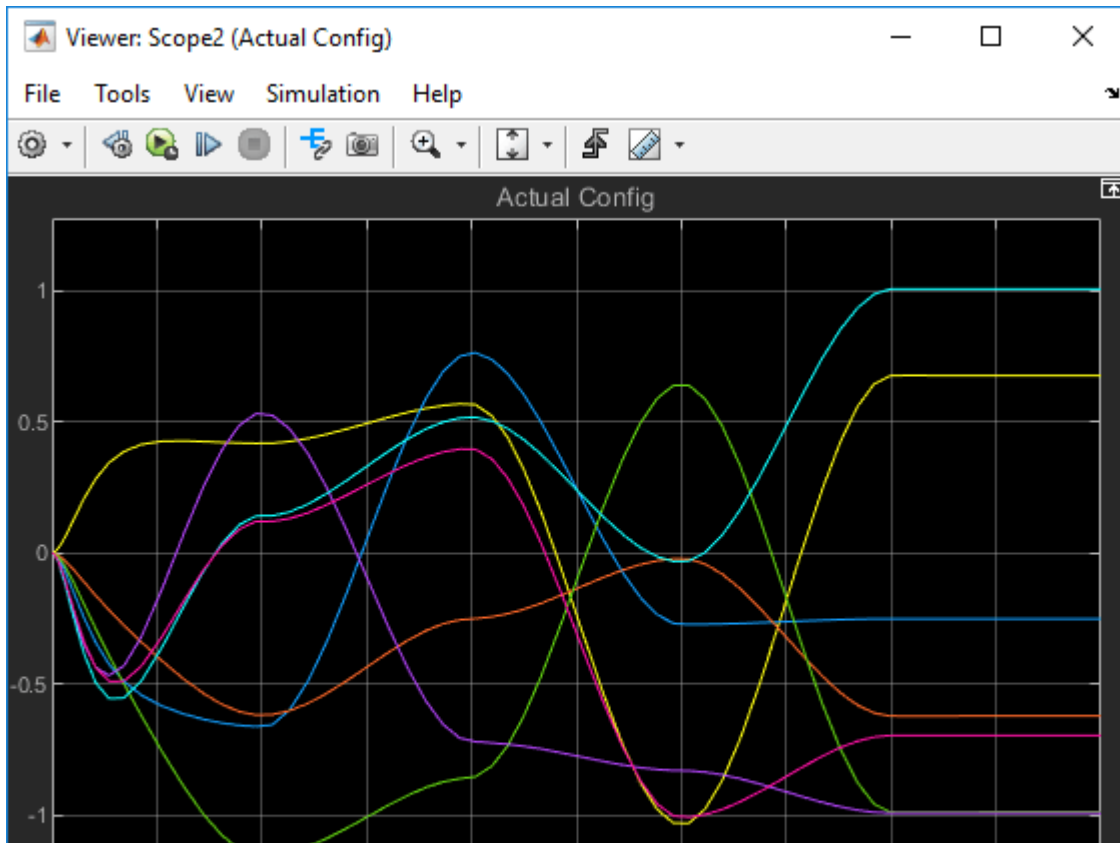 Viewer: Scope2 (Actual Config)
File Tools View Simulation Help
Actual Config
1
0.5
0
-0.5
-1